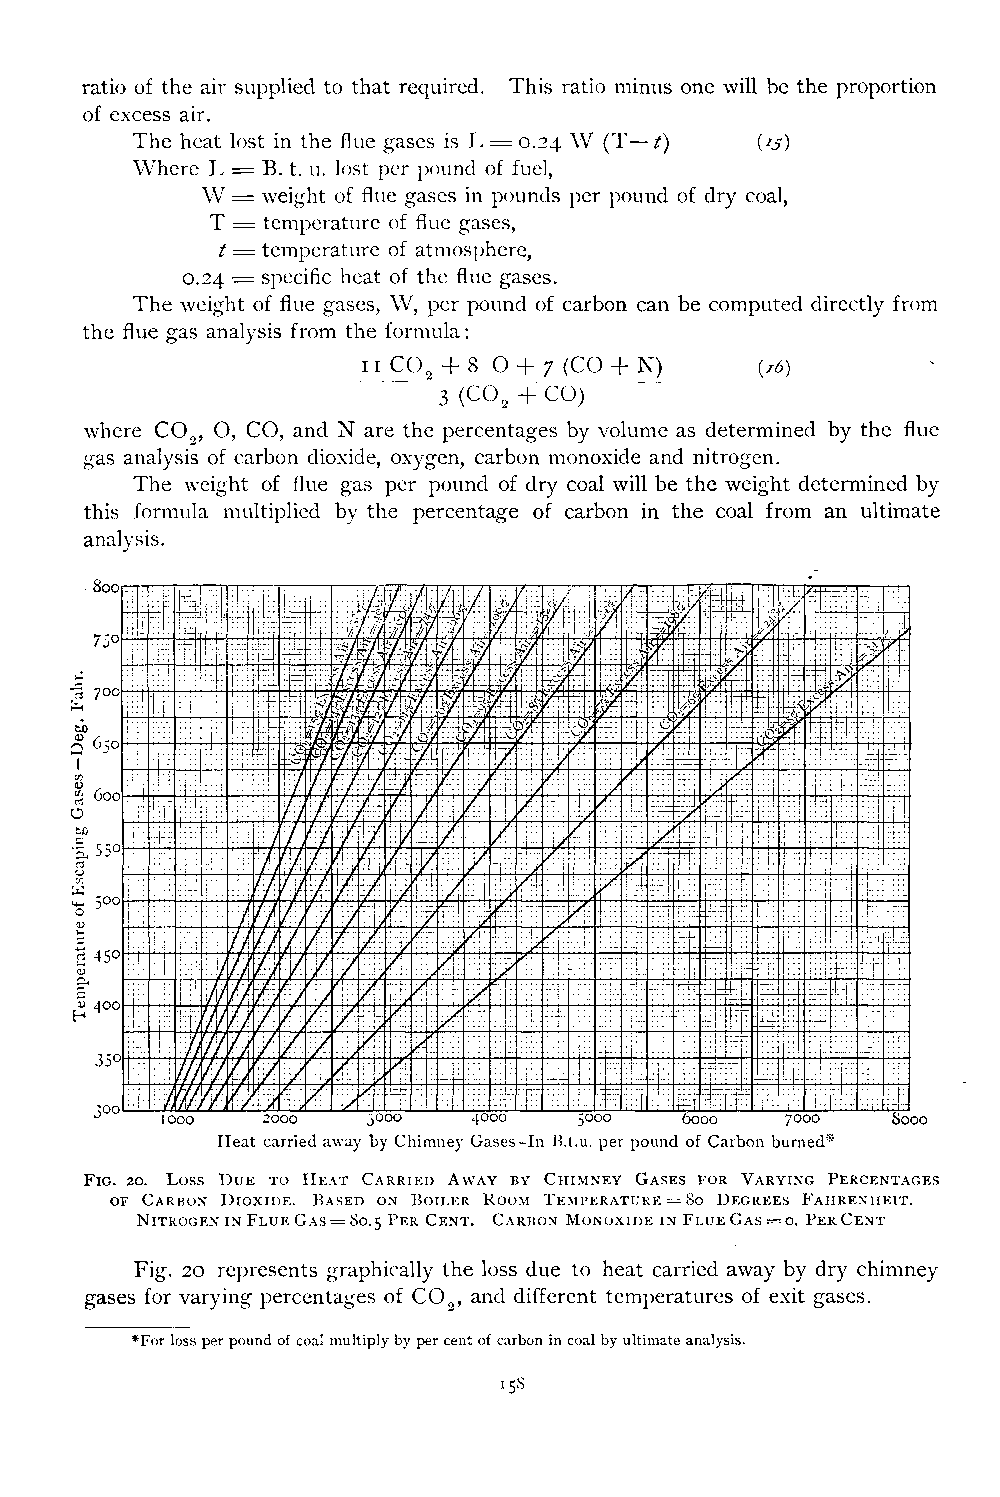 ratio of the air supplied to that required. This ratio minus one will be the proportion
of excess air.
The heat lost in the flue gases is L = 0.24 W (T — t) (15)
Where L = B. t. u. lost per pound of fuel,
W = weight of flue gases in pounds per pound of dry coal,
T = temperature of flue gases,
t = temperature of atmosphere,
0.24 = specific heat of the flue gases.
The weight of flue gases, W, per pound of carbon can be computed directly from
the flue gas analysis from the formula:
11 CO₂ + 8 O + 7 (CO + N) (16)
3 (CO₂ + CO)
where CO₂, O, CO, and N are the percentages by volume as determined by the flue
gas analysis of carbon dioxide, oxygen, carbon monoxide and nitrogen.
The weight of flue gas per pound of dry coal will be the weight determined by
this formula multiplied by the percentage of carbon in the coal from an ultimate
analysis.
Temperature of Escaping Gases—Deg. Fahr.
800
750
700
650
600
550
500
450
400
350
300
1000 2000 3000 4000 5000 6000 7000 8000
Heat carried away by Chimney Gases-In B.t.u. per pound of Carbon burned*
Fig. 20. Loss Due to Heat Carried Away by Chimney Gases for Varying Percentages
of Carbon Dioxide. Based on Boiler Room Temperature = 80 Degrees Fahrenheit.
Nitrogen in Flue Gas = 80.5 Per Cent. Carbon Monoxide in Flue Gas = 0. Per Cent
Fig. 20 represents graphically the loss due to heat carried away by dry chimney
gases for varying percentages of CO₂, and different temperatures of exit gases.
*For loss per pound of coal multiply by per cent of carbon in coal by ultimate analysis.
158